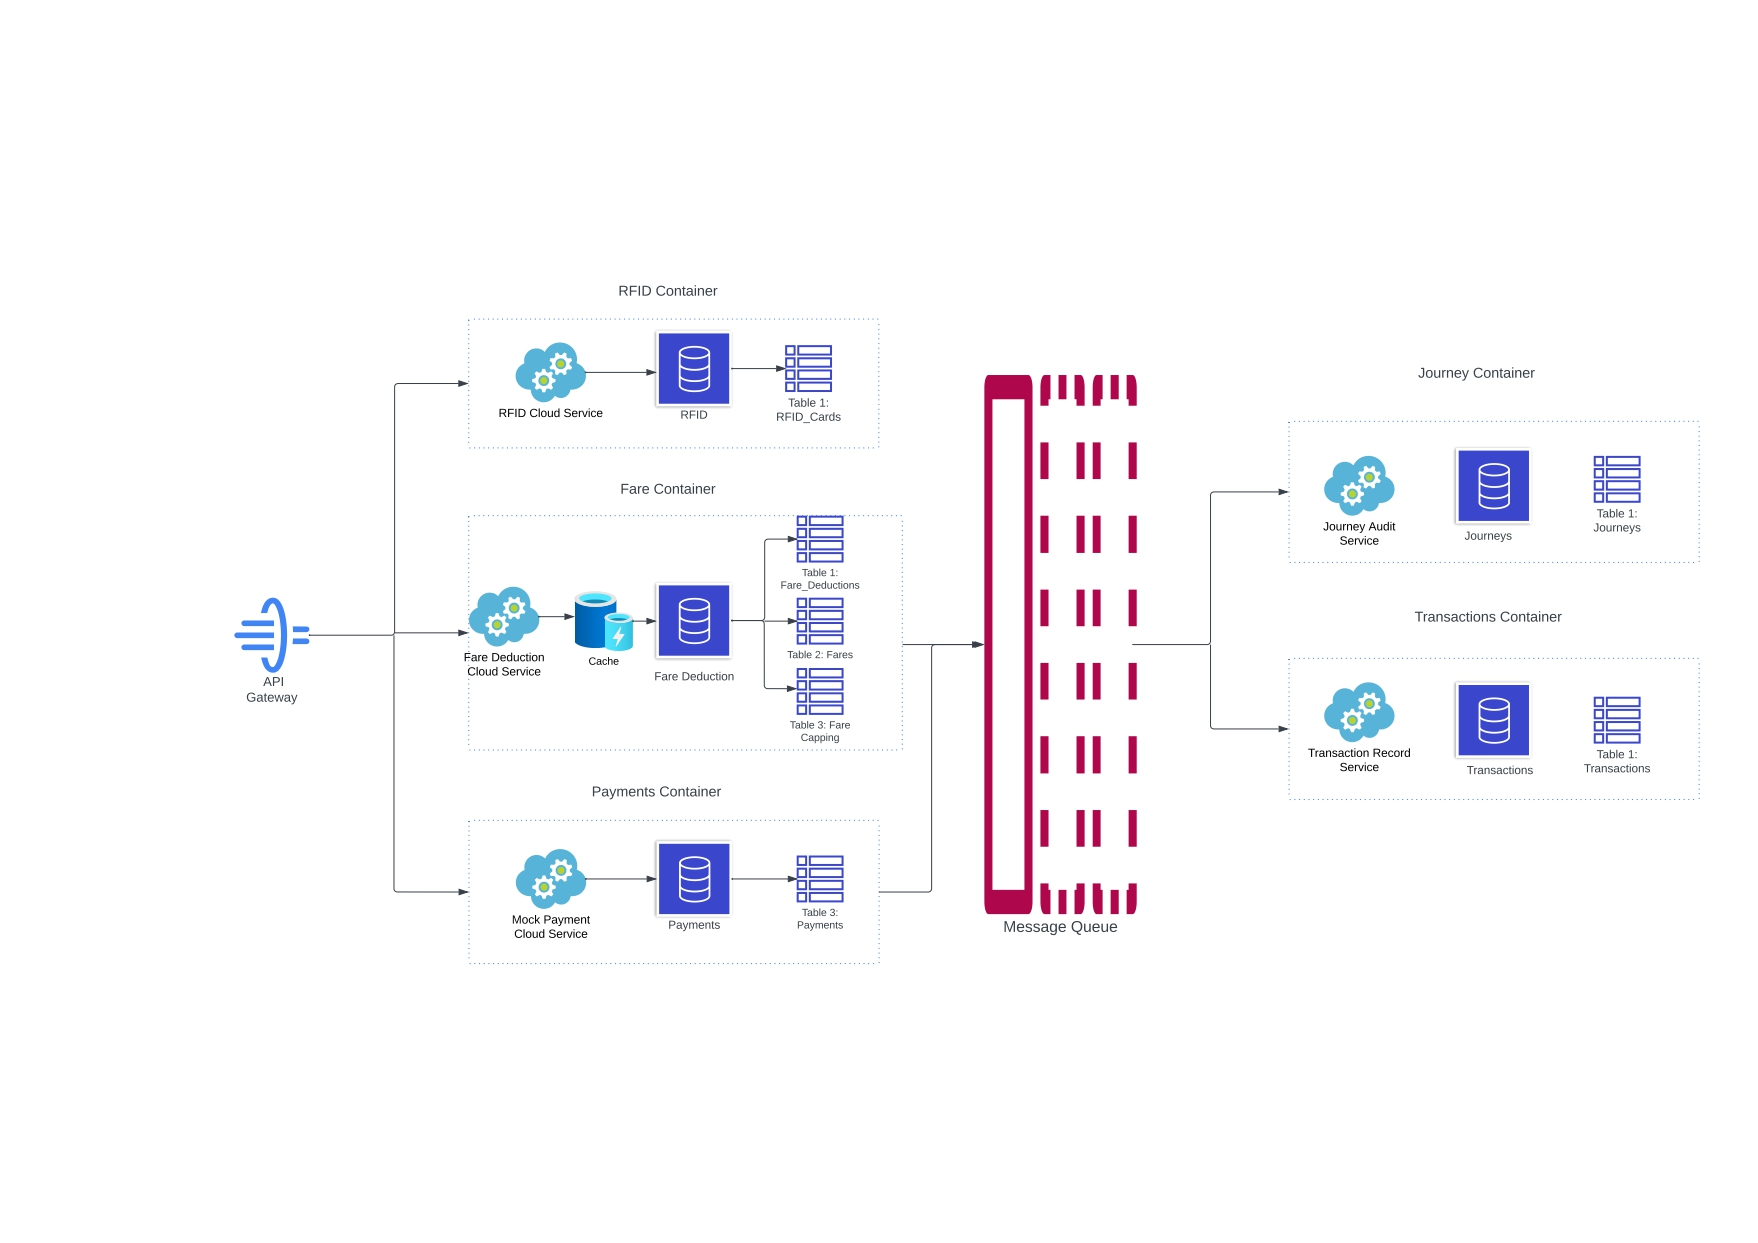 RFID Container
RFID Cloud Service
RFID
Table 1:
RFID_Cards
Fare Container
Fare Deduction
Cloud Service
Cache
Fare Deduction
Table 1:
Fare_Deductions
Table 2: Fares
Table 3: Fare
Capping
API
Gateway
Payments Container
Mock Payment
Cloud Service
Payments
Table 3:
Payments
Message Queue
Journey Container
Journey Audit
Service
Journeys
Table 1:
Journeys
Transactions Container
Transaction Record
Service
Transactions
Table 1:
Transactions